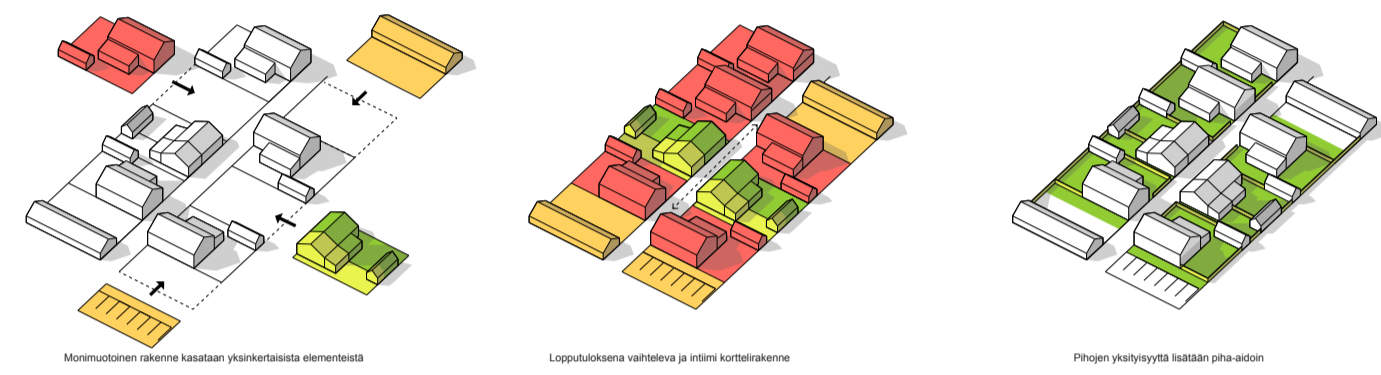 Monimuotoinen rakenne kasataan yksinkertaisista elementeistä
Lopputuloksena vaihteleva ja intiimi korttelirakenne
Pihojen yksityisyyttä lisätään piha-aidoin